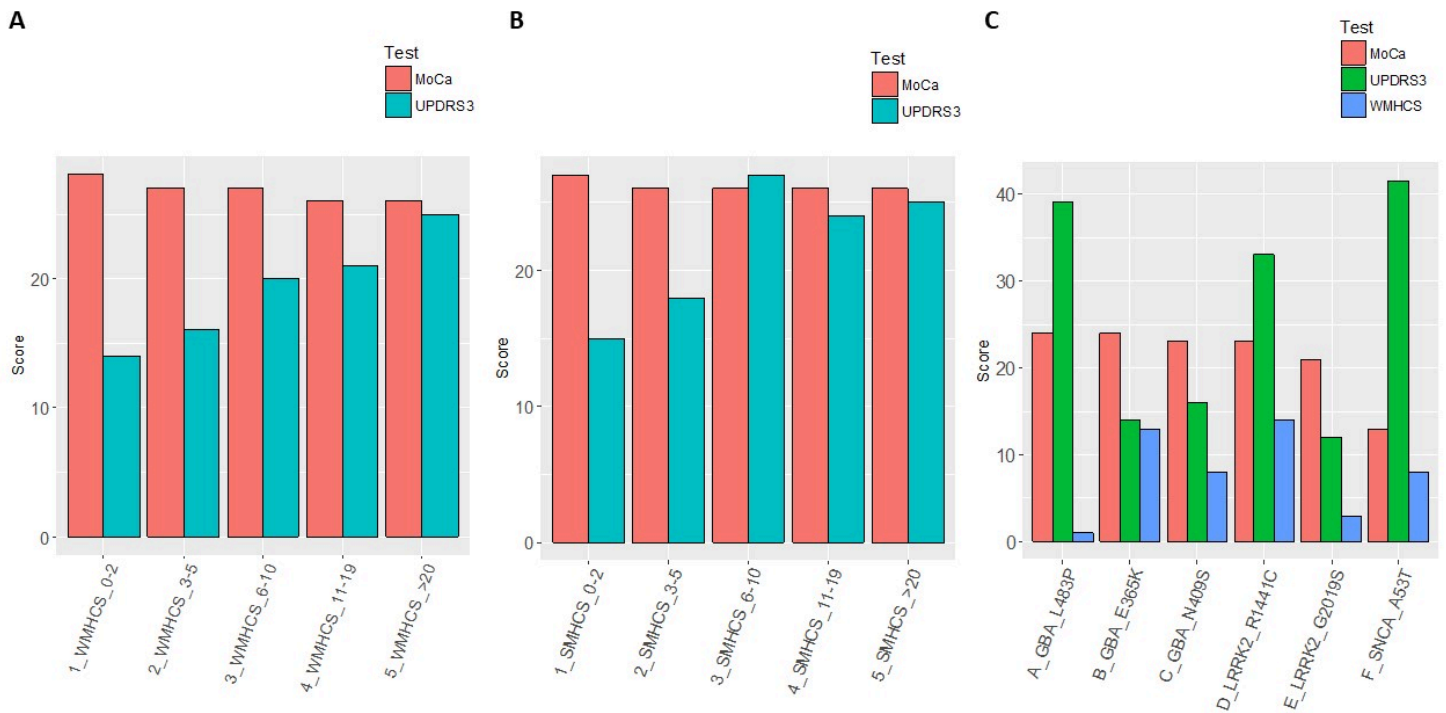 A
Test
MoCa
UPDRS3
Score
20
10
0
1_WMHCS_0-2
2_WMHCS_3-5
3_WMHCS_6-10
4_WMHCS_11-19
5_WMHCS_>20
B
Test
MoCa
UPDRS3
Score
20
10
0
1_SMHCS_0-2
2_SMHCS_3-5
3_SMHCS_6-10
4_SMHCS_11-19
5_SMHCS_>20
C
Test
MoCa
UPDRS3
WMHCS
Score
40
30
20
10
0
A_GBA_L483P
B_GBA_E365K
C_GBA_N409S
D_LRRK2_R1441C
E_LRRK2_G2019S
F_SNCA_A53T